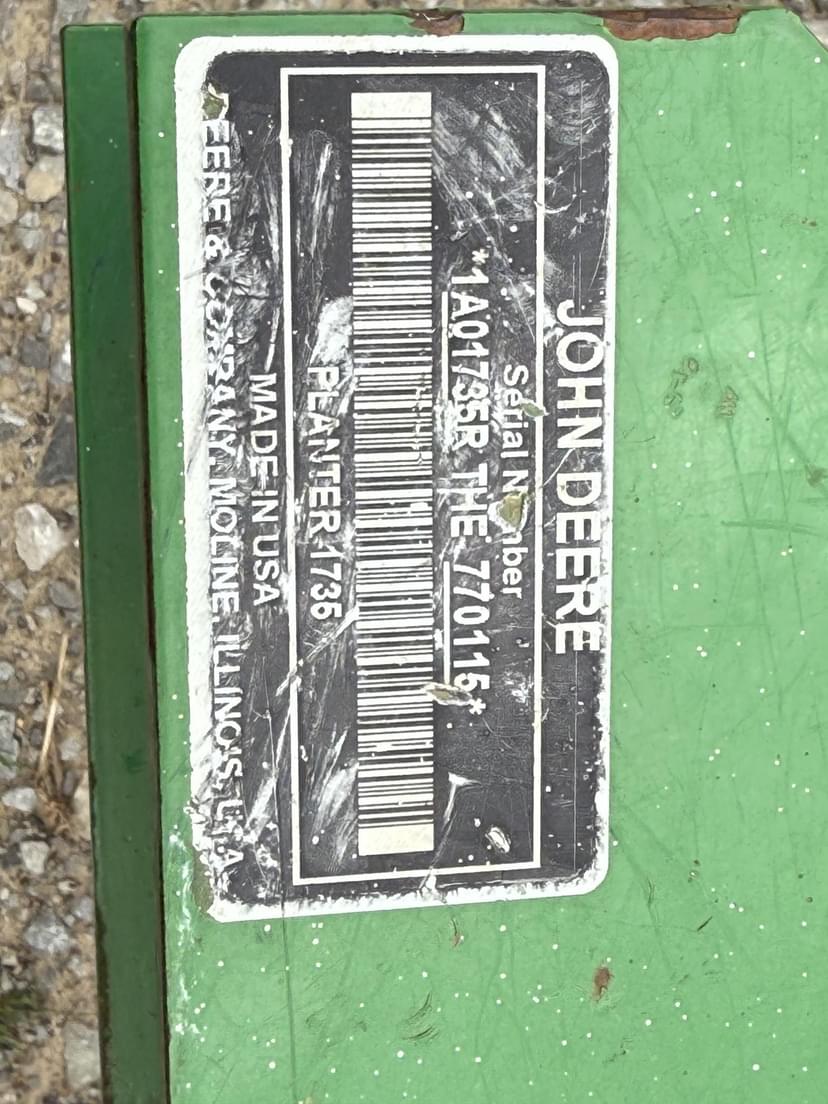 JOHN DEERE
Serial Number
*1A01735R THE 770115*
PLANTER 1735
MADE IN USA
DEERE & COMPANY, MOLINE, ILLINOIS, U.S.A.